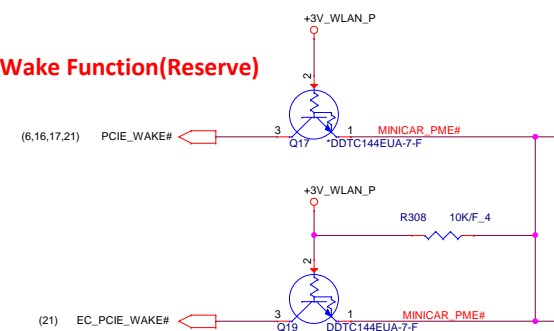 +3V_WLAN_P
Wake Function(Reserve)
2
(6,16,17,21) PCIE_WAKE# 3 1 MINICAR_PME#
Q17 *DDTC144EUA-7-F
+3V_WLAN_P
R308 10K/F_4
2
(21) EC_PCIE_WAKE# 3 1 MINICAR_PME#
Q19 DDTC144EUA-7-F